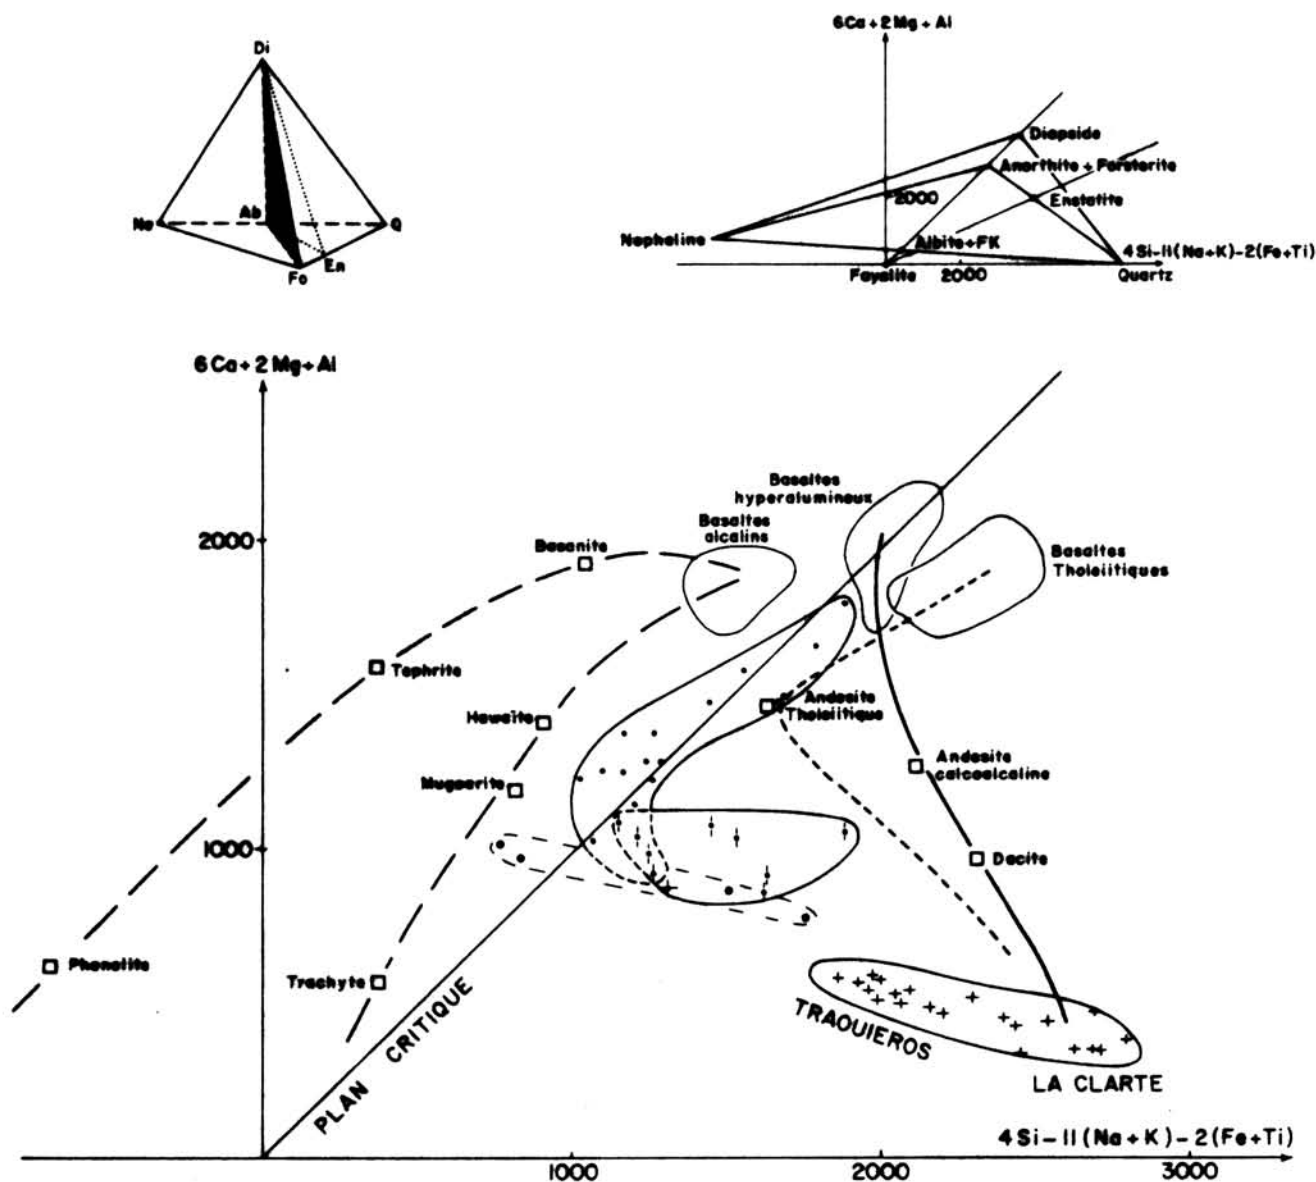 Di
Ne
Ab
Q
Fo
En
6Ca+2Mg+Al
Diopside
Anorthite + Forsterite
2000
Enstatite
Nepheline
Albite+FK
4Si-11(Na+K)-2(Fe+Ti)
Fayalite
2000
Quartz
6Ca+2Mg+Al
Basaltes
hyperalumineux
Basaltes
alcalins
2000
Basanite
Basaltes
Tholeiitiques
Tephrite
Hawaïte
Andesite
Tholeiitique
Mugearite
Andesite
calcoalcaline
1000
Dacite
Phonolite
Trachyte
PLAN CRITIQUE
TRAOUIEROS
LA CLARTE
4Si-11(Na+K)-2(Fe+Ti)
1000
2000
3000